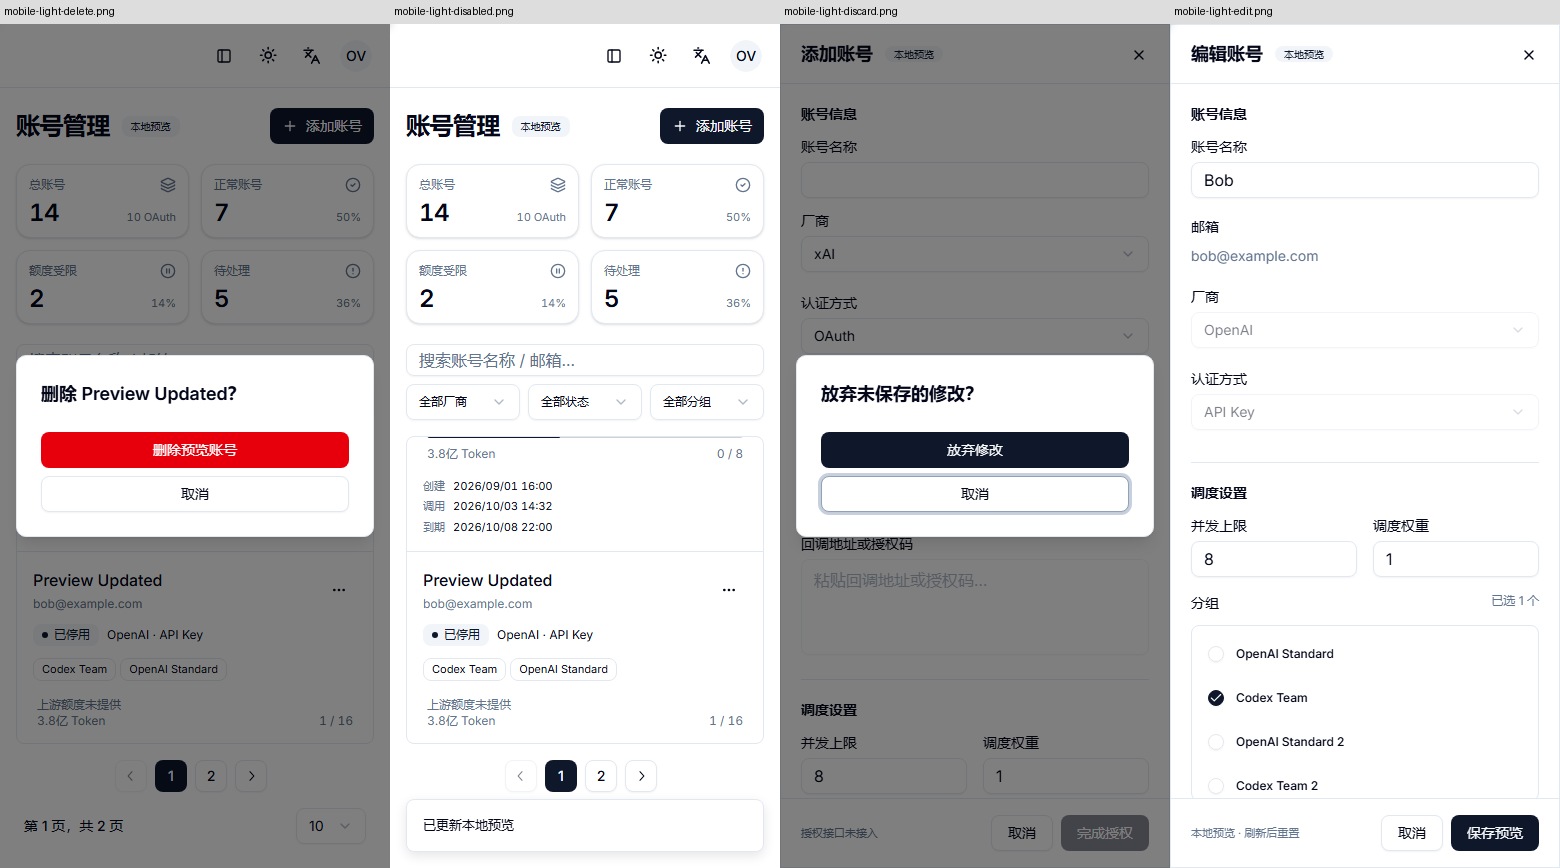 mobile-light-delete.png
OV
账号管理 本地预览 添加账号
总账号 正常账号
14 10 OAuth 7 50%
额度受限 待处理
2 14% 5 36%
删除 Preview Updated?
删除预览账号
取消
Preview Updated
bob@example.com
已停用 OpenAI · API Key
Codex Team OpenAI Standard
上游额度未提供
3.8亿 Token 1 / 16
1 2
第 1 页，共 2 页 10
mobile-light-disabled.png
OV
账号管理 本地预览 添加账号
总账号 正常账号
14 10 OAuth 7 50%
额度受限 待处理
2 14% 5 36%
搜索账号名称 / 邮箱...
全部厂商 全部状态 全部分组
3.8亿 Token 0 / 8
创建 2026/09/01 16:00
调用 2026/10/03 14:32
到期 2026/10/08 22:00
Preview Updated
bob@example.com
已停用 OpenAI · API Key
Codex Team OpenAI Standard
上游额度未提供
3.8亿 Token 1 / 16
1 2
已更新本地预览
mobile-light-discard.png
添加账号 本地预览
账号信息
账号名称
厂商
xAI
认证方式
OAuth
放弃未保存的修改？
放弃修改
取消
回调地址或授权码
粘贴回调地址或授权码...
调度设置
并发上限 调度权重
8 1
授权接口未接入 取消 完成授权
mobile-light-edit.png
编辑账号 本地预览
账号信息
账号名称
Bob
邮箱
bob@example.com
厂商
OpenAI
认证方式
API Key
调度设置
并发上限 调度权重
8 1
分组 已选 1 个
OpenAI Standard
Codex Team
OpenAI Standard 2
Codex Team 2
本地预览 · 刷新后重置 取消 保存预览